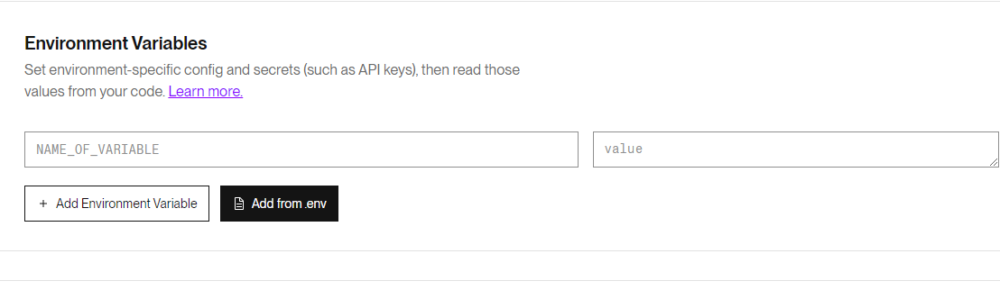 Environment Variables
Set environment-specific config and secrets (such as API keys), then read those
values from your code. Learn more.
NAME_OF_VARIABLE
value
+ Add Environment Variable
Add from .env